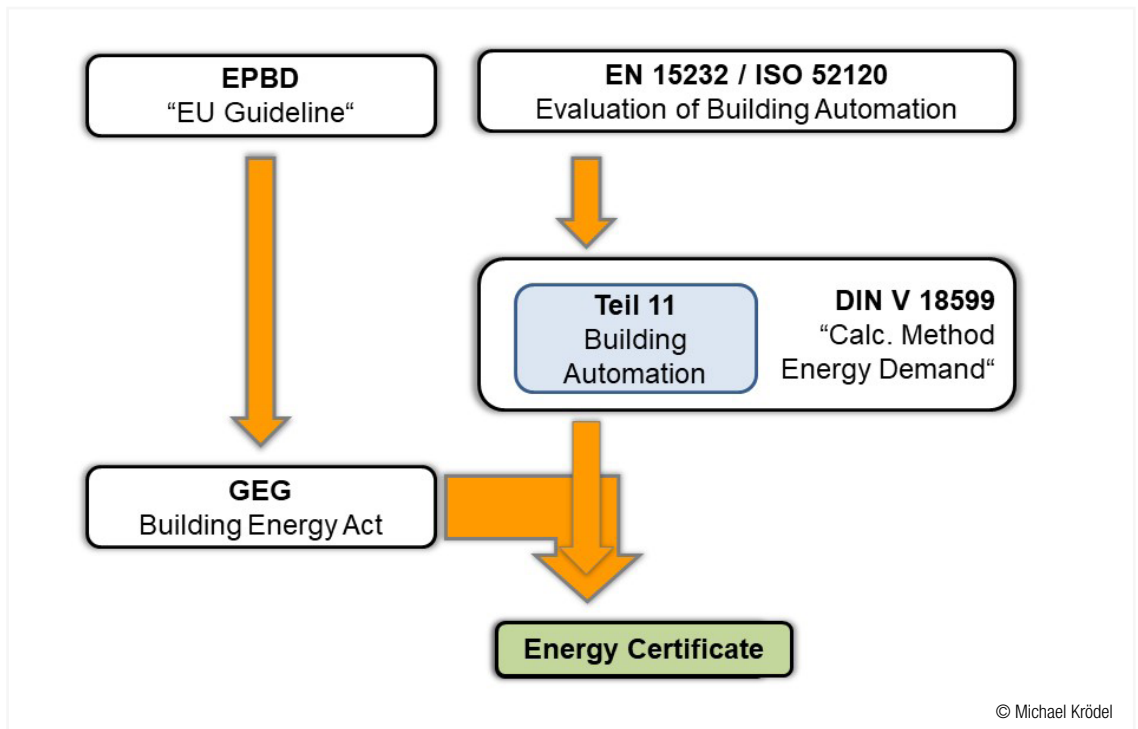 EPBD
“EU Guideline“
EN 15232 / ISO 52120
Evaluation of Building Automation
Teil 11
Building
Automation
DIN V 18599
“Calc. Method
Energy Demand“
GEG
Building Energy Act
Energy Certificate
© Michael Krödel